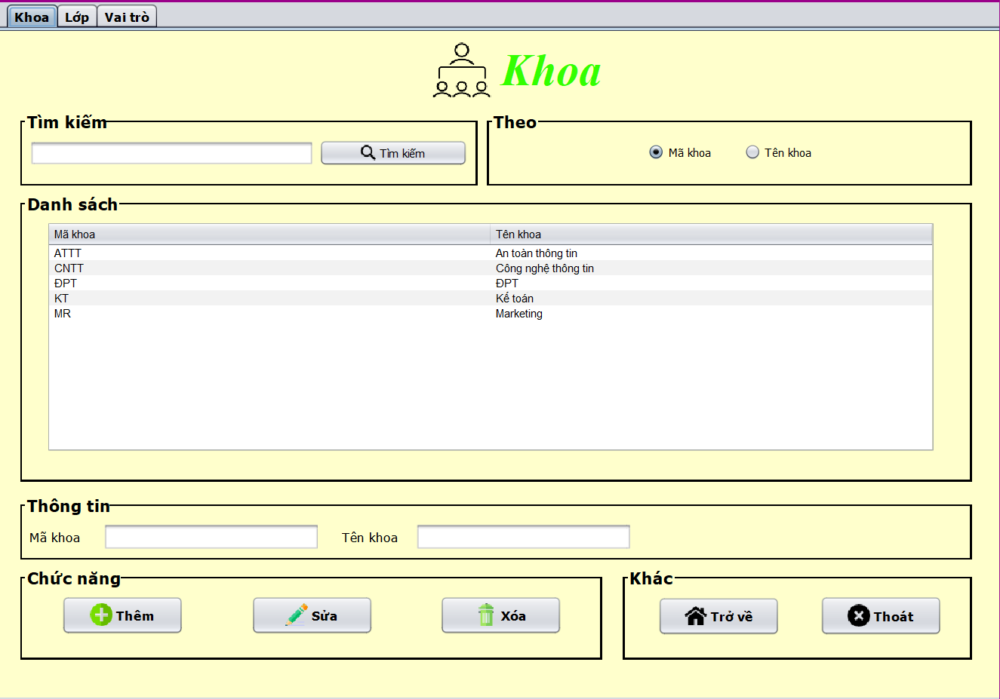 Khoa Lớp Vai trò
Khoa
Tìm kiếm
Theo
Tìm kiếm
Mã khoa Tên khoa
Danh sách
Mã khoa Tên khoa
ATTT An toàn thông tin
CNTT Công nghệ thông tin
ĐPT ĐPT
KT Kế toán
MR Marketing
Thông tin
Mã khoa Tên khoa
Chức năng
Khác
Thêm Sửa Xóa Trở về Thoát